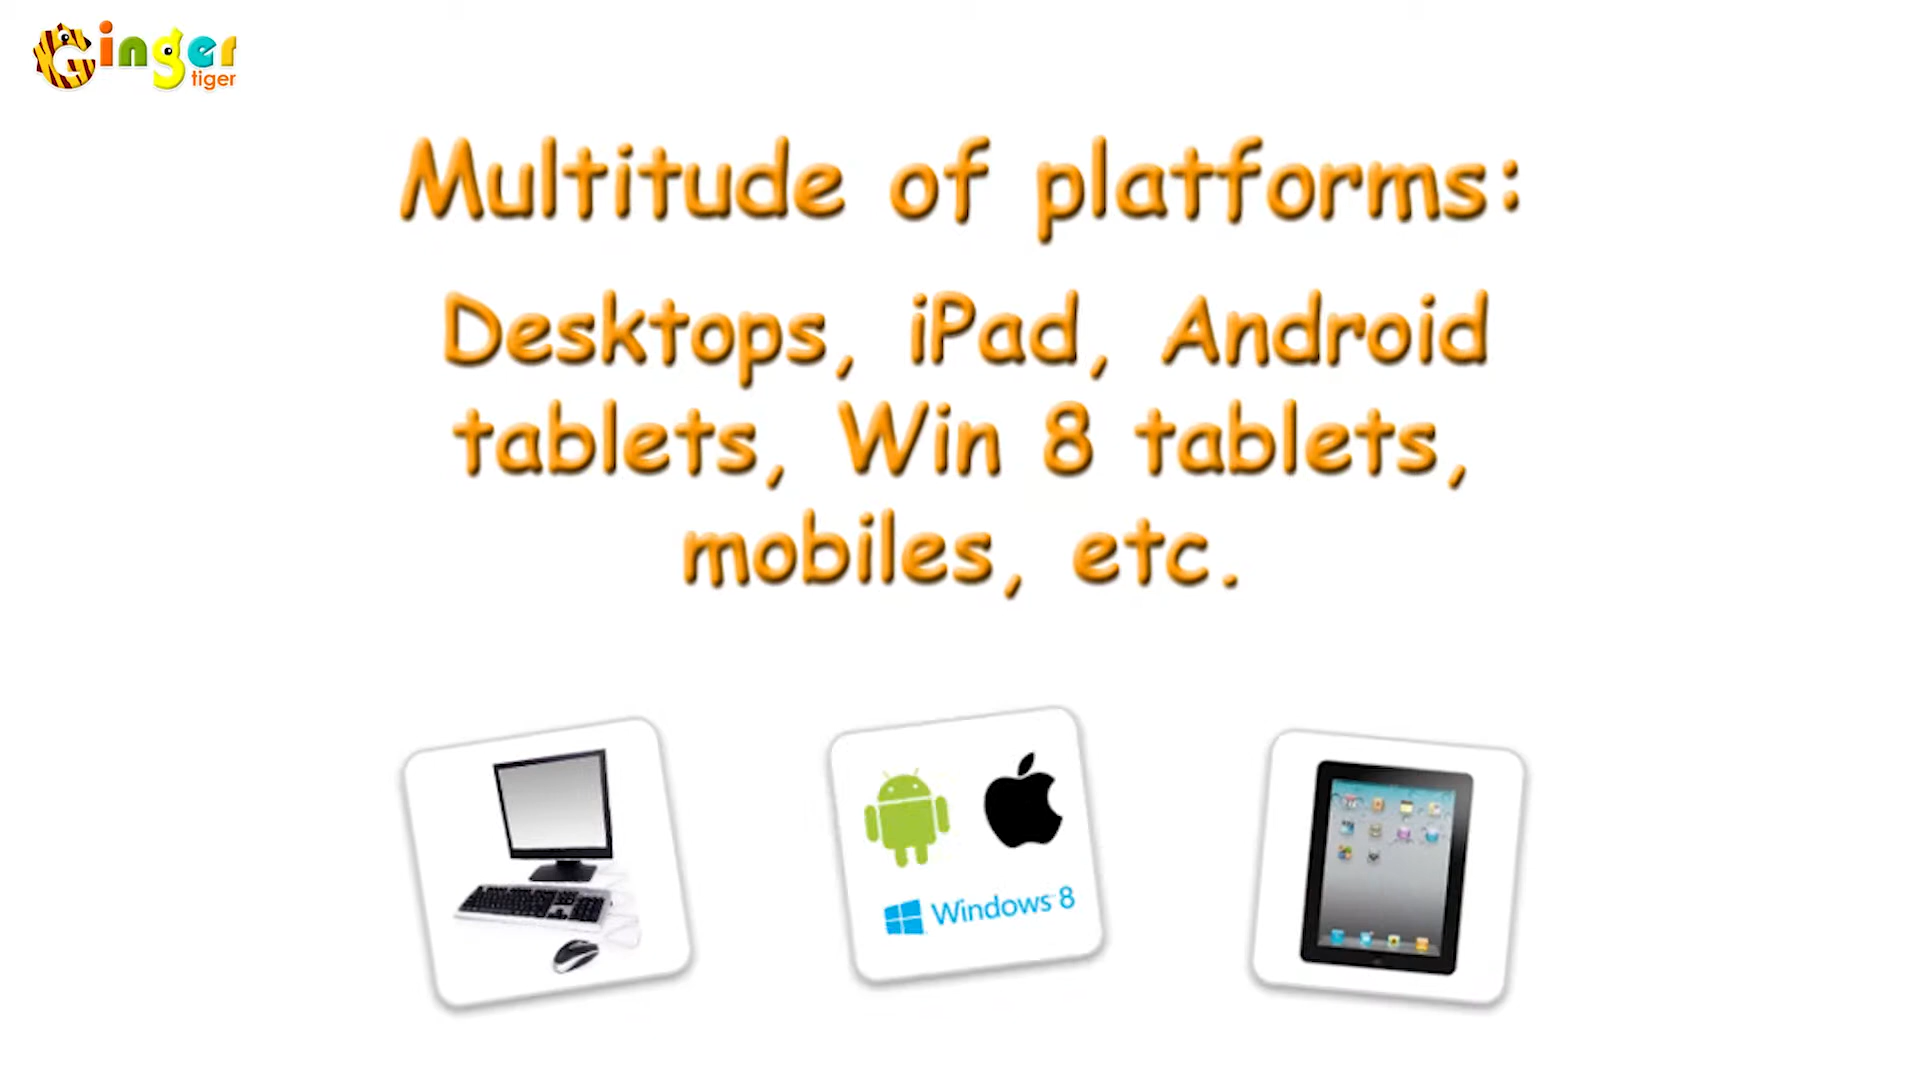 Ginger
tiger
Multitude of platforms:
Desktops, iPad, Android
tablets, Win 8 tablets,
mobiles, etc.
Windows 8